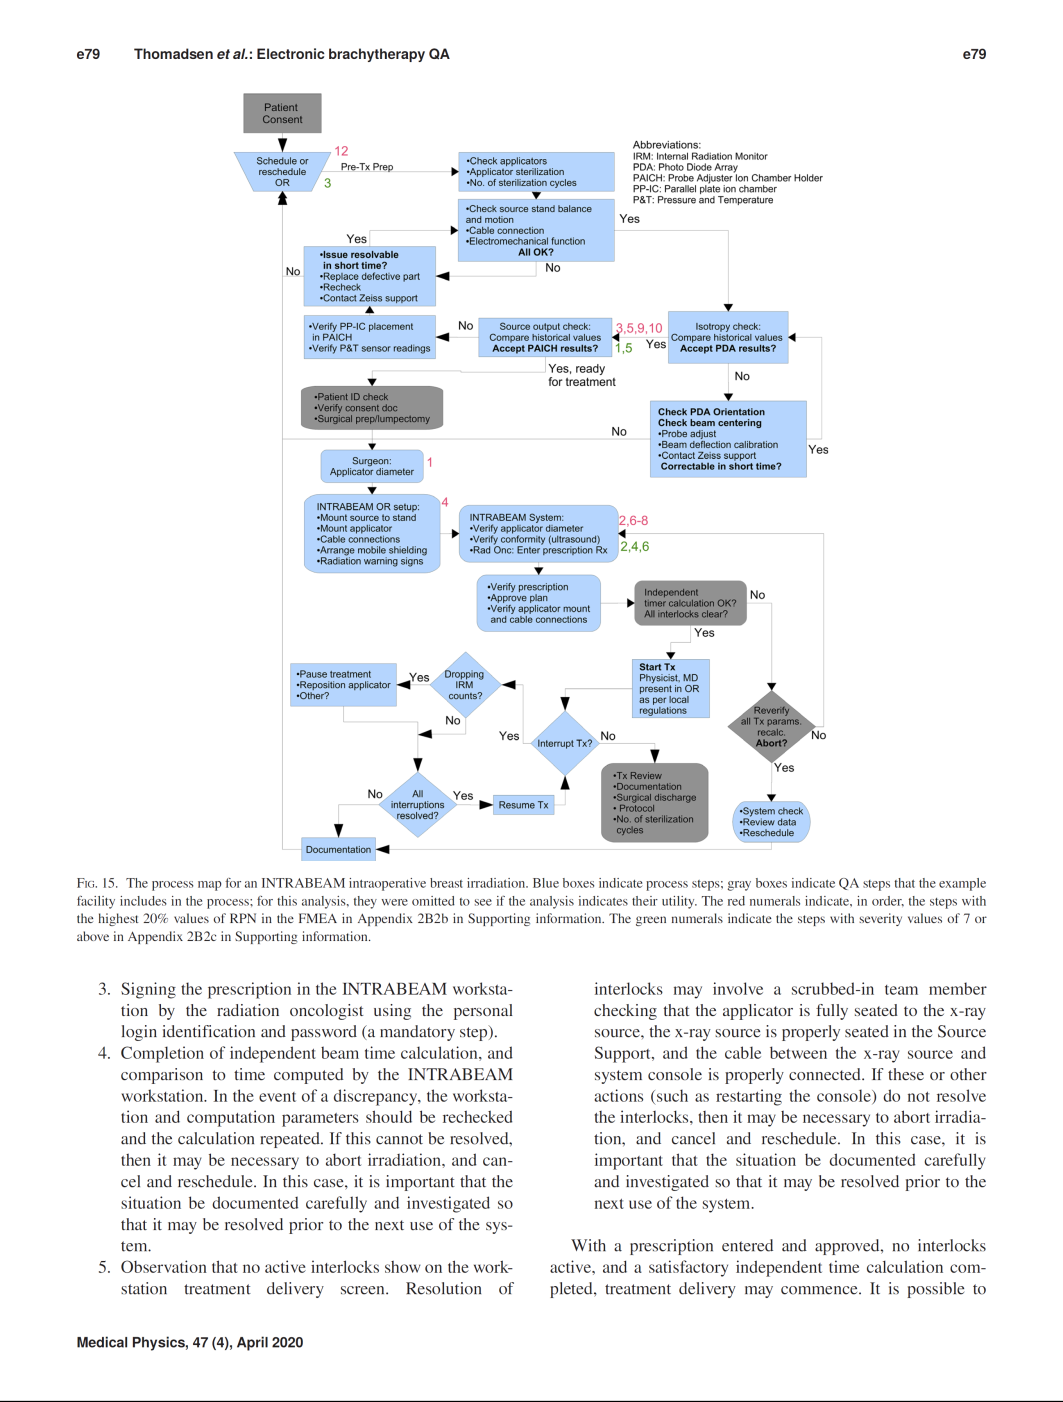 e79 Thomadsen et al.: Electronic brachytherapy QA e79
Patient
Consent
Schedule or
reschedule
OR
12
3
Pre-Tx Prep
•Check applicators
•Applicator sterilization
•No. of sterilization cycles
Abbreviations:
IRM: Internal Radiation Monitor
PDA: Photo Diode Array
PAICH: Probe Adjuster Ion Chamber Holder
PP-IC: Parallel plate ion chamber
P&T: Pressure and Temperature
•Check source stand balance
and motion
•Cable connection
•Electromechanical function
All OK?
Yes
No
Yes
•Issue resolvable
in short time?
•Replace defective part
•Recheck
•Contact Zeiss support
No
•Verify PP-IC placement
in PAICH
•Verify P&T sensor readings
No
Source output check:
Compare historical values
Accept PAICH results?
3,5,9,10
1,5
Yes
Isotropy check:
Compare historical values
Accept PDA results?
Yes, ready
for treatment
No
•Patient ID check
•Verify consent doc
•Surgical prep/lumpectomy
Check PDA Orientation
Check beam centering
•Probe adjust
•Beam deflection calibration
•Contact Zeiss support
Correctable in short time?
No
Yes
Surgeon:
Applicator diameter
1
INTRABEAM OR setup:
•Mount source to stand
•Mount applicator
•Cable connections
•Arrange mobile shielding
•Radiation warning signs
4
INTRABEAM System:
•Verify applicator diameter
•Verify conformity (ultrasound)
•Rad Onc: Enter prescription Rx
2,6-8
2,4,6
•Verify prescription
•Approve plan
•Verify applicator mount
and cable connections
Independent
timer calculation OK?
All interlocks clear?
No
Yes
Start Tx
Physicist, MD
present in OR
as per local
regulations
•Pause treatment
•Reposition applicator
•Other?
Yes
Dropping
IRM
counts?
No
Yes
Interrupt Tx?
No
Reverify
all Tx params.
recalc.
Abort?
No
Yes
•Tx Review
•Documentation
•Surgical discharge
• Protocol
•No. of sterilization
cycles
No
All
interruptions
resolved?
Yes
Resume Tx
•System check
•Review data
•Reschedule
Documentation
FIG. 15. The process map for an INTRABEAM intraoperative breast irradiation. Blue boxes indicate process steps; gray boxes indicate QA steps that the example
facility includes in the process; for this analysis, they were omitted to see if the analysis indicates their utility. The red numerals indicate, in order, the steps with
the highest 20% values of RPN in the FMEA in Appendix 2B2b in Supporting information. The green numerals indicate the steps with severity values of 7 or
above in Appendix 2B2c in Supporting information.
3. Signing the prescription in the INTRABEAM worksta-
tion by the radiation oncologist using the personal
login identification and password (a mandatory step).
4. Completion of independent beam time calculation, and
comparison to time computed by the INTRABEAM
workstation. In the event of a discrepancy, the worksta-
tion and computation parameters should be rechecked
and the calculation repeated. If this cannot be resolved,
then it may be necessary to abort irradiation, and can-
cel and reschedule. In this case, it is important that the
situation be documented carefully and investigated so
that it may be resolved prior to the next use of the sys-
tem.
5. Observation that no active interlocks show on the work-
station treatment delivery screen. Resolution of
interlocks may involve a scrubbed-in team member
checking that the applicator is fully seated to the x-ray
source, the x-ray source is properly seated in the Source
Support, and the cable between the x-ray source and
system console is properly connected. If these or other
actions (such as restarting the console) do not resolve
the interlocks, then it may be necessary to abort irradia-
tion, and cancel and reschedule. In this case, it is
important that the situation be documented carefully
and investigated so that it may be resolved prior to the
next use of the system.
With a prescription entered and approved, no interlocks
active, and a satisfactory independent time calculation com-
pleted, treatment delivery may commence. It is possible to
Medical Physics, 47 (4), April 2020